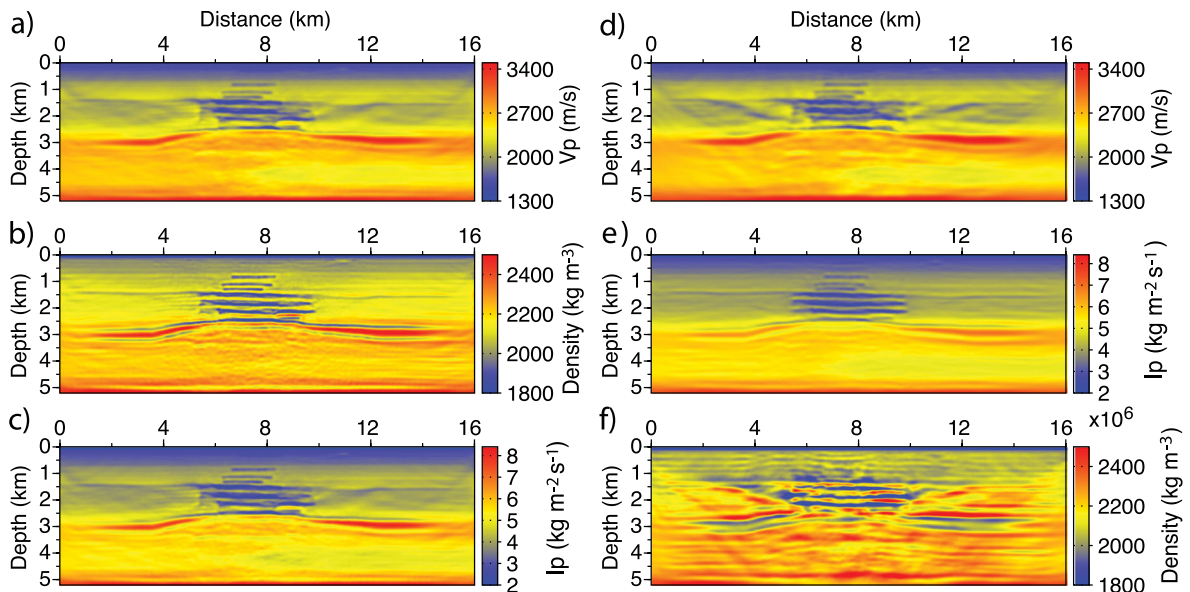 a)
Distance (km)
0 4 8 12 16
0
1
2
3
4
5
Depth (km)
3400
2700
2000
1300
Vp (m/s)
b)
0 4 8 12 16
0
1
2
3
4
5
Depth (km)
2400
2200
2000
1800
Density (kg m-3)
c)
0 4 8 12 16
0
1
2
3
4
5
Depth (km)
8
7
6
5
4
3
2
Ip (kg m-2 s-1)
d)
Distance (km)
0 4 8 12 16
0
1
2
3
4
5
Depth (km)
3400
2700
2000
1300
Vp (m/s)
e)
0 4 8 12 16
0
1
2
3
4
5
Depth (km)
8
7
6
5
4
3
2
Ip (kg m-2 s-1)
x106
f)
0 4 8 12 16
0
1
2
3
4
5
Depth (km)
2400
2200
2000
1800
Density (kg m-3)